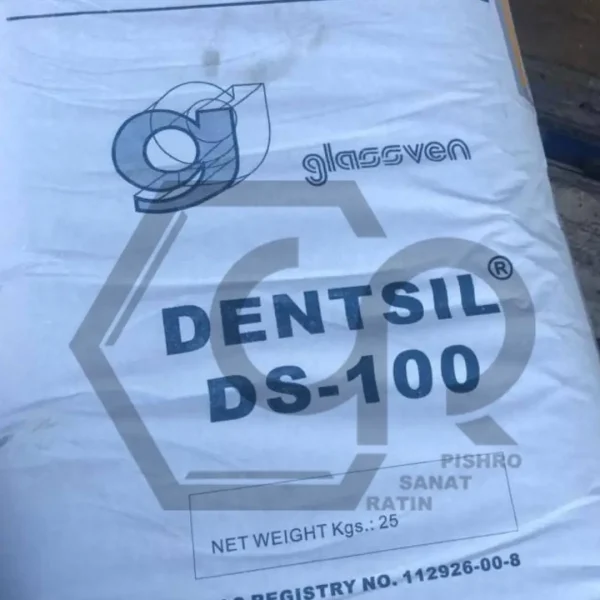 g
glassven
DENTSIL®
DS-100
PISHRO
SANAT
RATIN
NET WEIGHT Kgs.: 25
REGISTRY NO. 112926-00-8